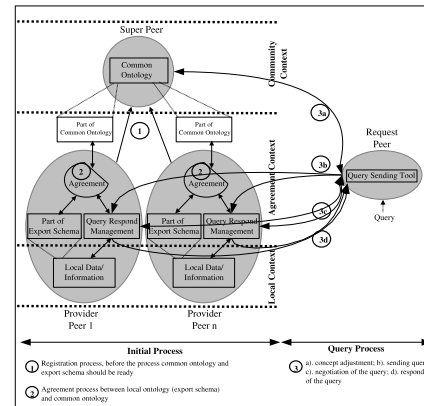 Super Peer
Common
Ontology
Community
Context
1
3a
Part of
Common Ontology
Part of
Common Ontology
Request
Peer
Agreement Context
2
Agreement
2
Agreement
3b
Query Sending Tool
Part of
Export Schema
Query Respond
Management
Part of
Export Schema
Query Respond
Management
3c
Query
3d
Local Context
Local Data/
Information
Local Data/
Information
Provider
Peer 1
Provider
Peer n
Initial Process
Query Process
1 Registration process, before the process common ontology and
export schema should be ready
2 Agreement process between local ontology (export schema)
and common ontology
3 a). concept adjustment; b). sending quer
c). negotiation of the query; d). respond
of the query